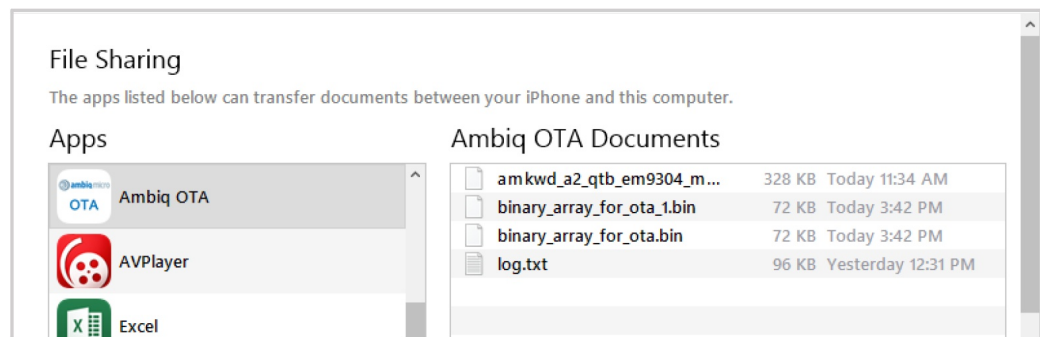 File Sharing
The apps listed below can transfer documents between your iPhone and this computer.
Apps
Ambiq OTA Documents
ambiqmicro
OTA
Ambiq OTA
AVPlayer
Excel
amkwd_a2_qtb_em9304_m... 328 KB Today 11:34 AM
binary_array_for_ota_1.bin 72 KB Today 3:42 PM
binary_array_for_ota.bin 72 KB Today 3:42 PM
log.txt 96 KB Yesterday 12:31 PM